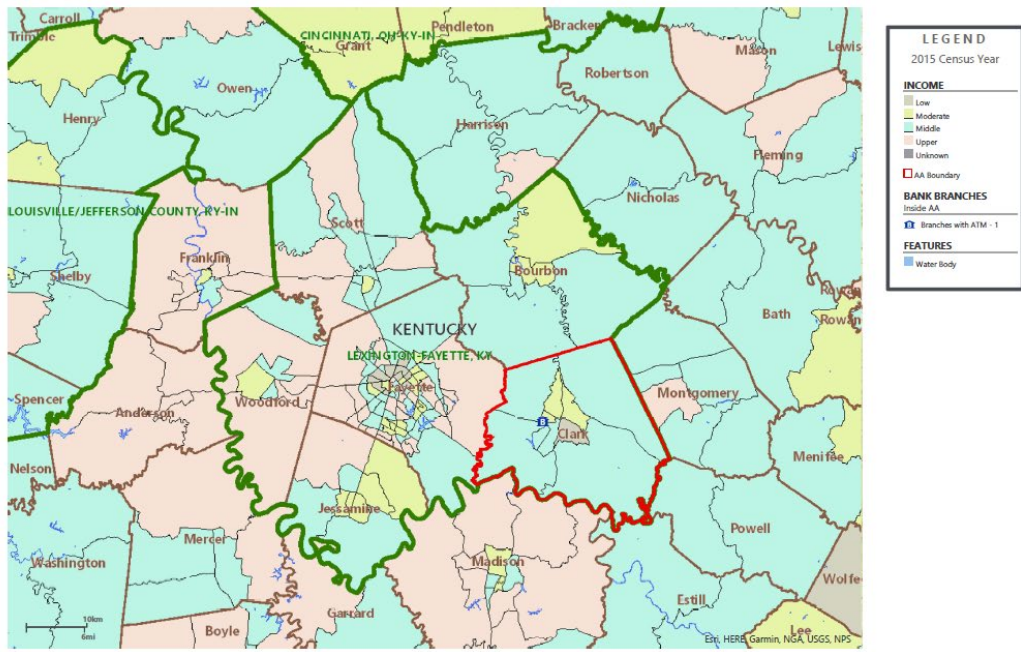 Carroll
Trimble
CINCINNATI, OH-KY-IN
Grant
Pendleton
Bracken
Mason
Lewis
Robertson
Owen
Henry
Harrison
Fleming
Nicholas
LOUISVILLE/JEFFERSON COUNTY, KY-IN
Scott
Franklin
Shelby
Bourbon
Bath
Rowan
KENTUCKY
LEXINGTON-FAYETTE, KY
Fayette
Woodford
Spencer
Anderson
Montgomery
B
Clark
Menifee
Nelson
Jessamine
Powell
Mercer
Washington
Madison
Wolfe
Estill
Garrard
Boyle
Lee
10km
6mi
Esri, HERE, Garmin, NGA, USGS, NPS
LEGEND
2015 Census Year
INCOME
Low
Moderate
Middle
Upper
Unknown
AA Boundary
BANK BRANCHES
Inside AA
Branches with ATM - 1
FEATURES
Water Body